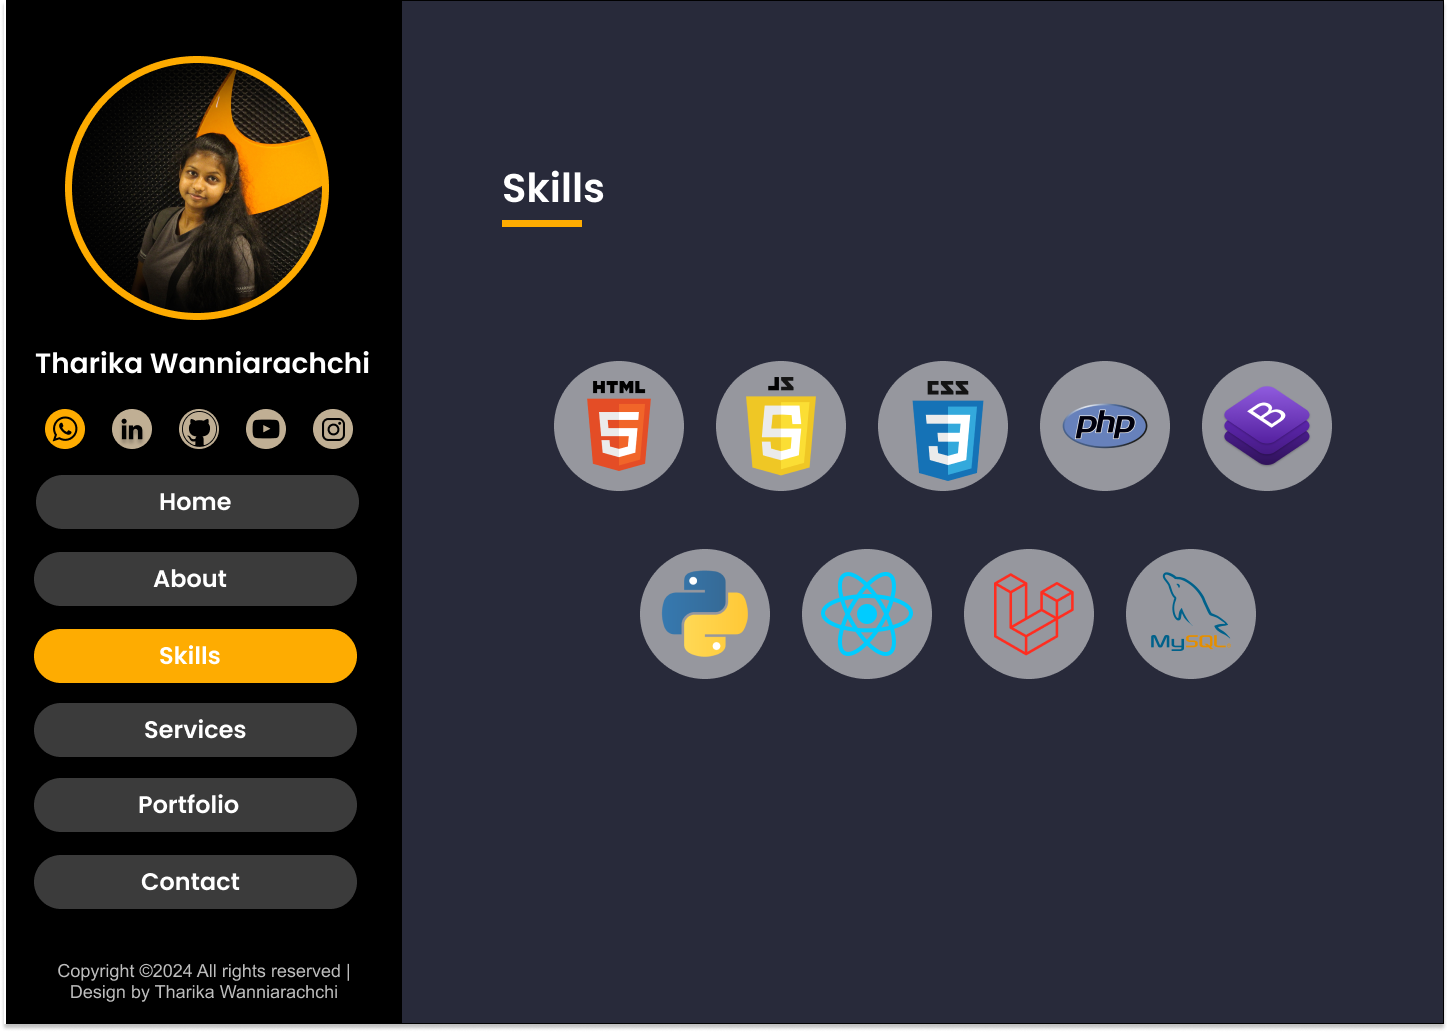 Tharika Wanniarachchi
in
Home
About
Skills
Services
Portfolio
Contact
Copyright ©2024 All rights reserved |
Design by Tharika Wanniarachchi
Skills
HTML
5
JS
5
CSS
3
php
B
MySQL